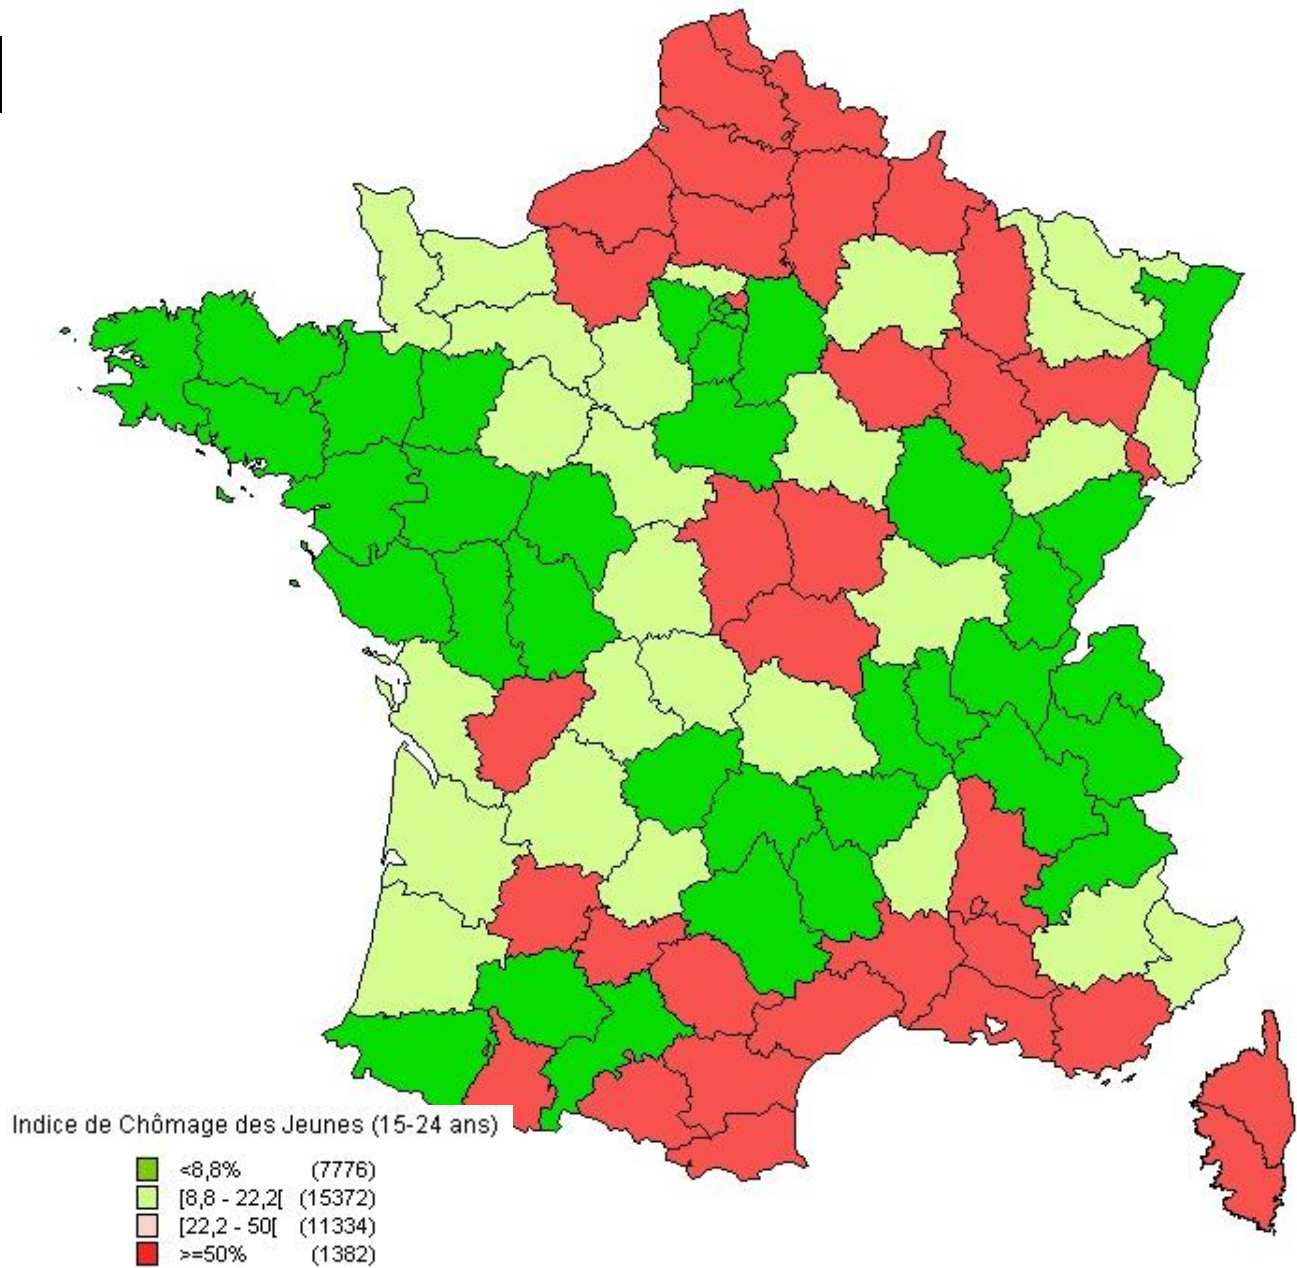 Indice de Chômage des Jeunes (15-24 ans)
<8,8% (7776)
[8,8 - 22,2[ (15372)
[22,2 - 50[ (11334)
>=50% (1382)